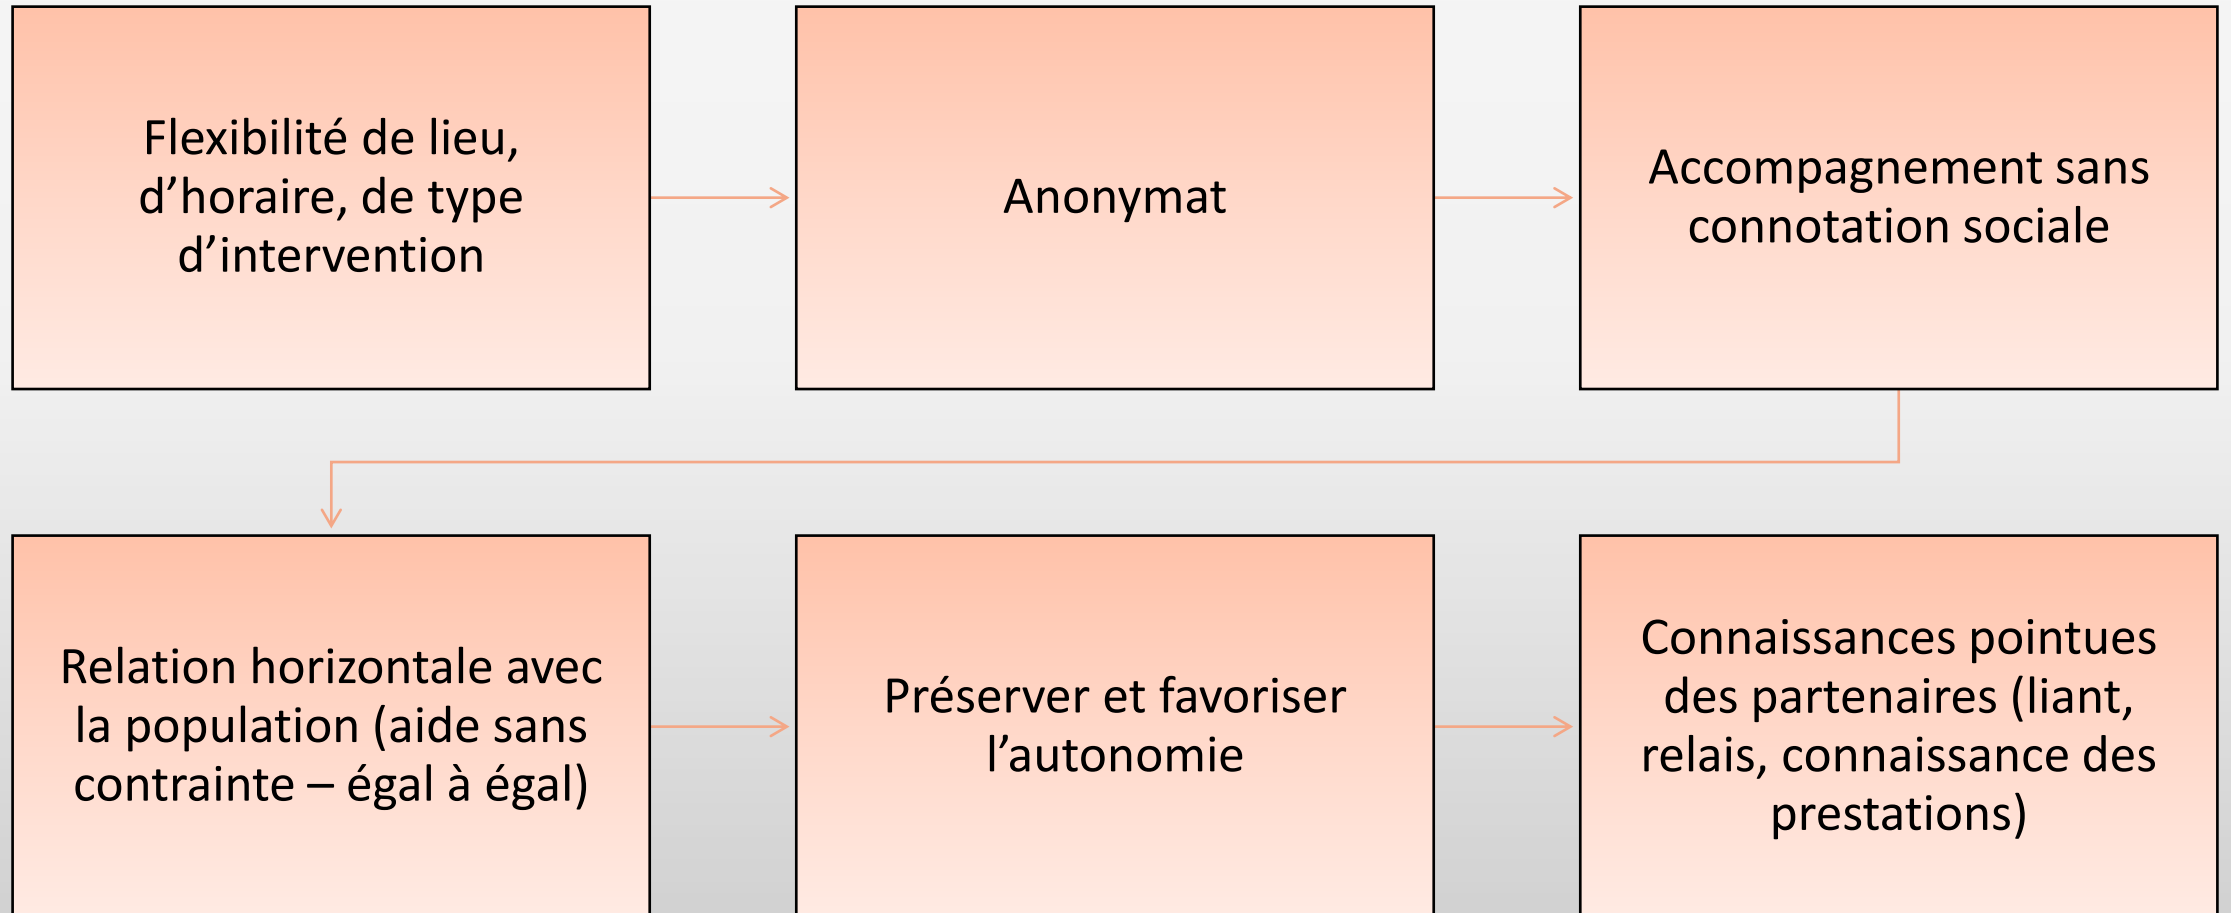 Flexibilité de lieu,
d’horaire, de type
d’intervention
Anonymat
Accompagnement sans
connotation sociale
Relation horizontale avec
la population (aide sans
contrainte – égal à égal)
Préserver et favoriser
l’autonomie
Connaissances pointues
des partenaires (liant,
relais, connaissance des
prestations)